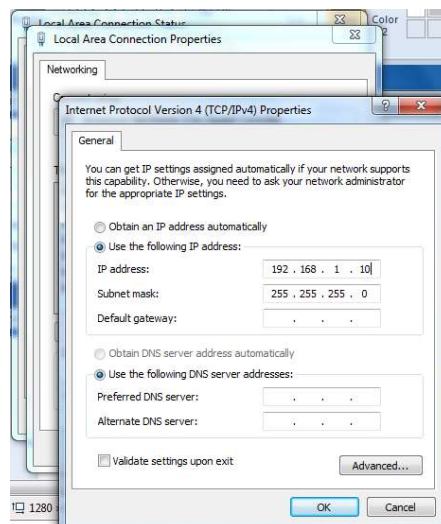 Local Area Connection Status
Color
2
Local Area Connection Properties
Networking
Internet Protocol Version 4 (TCP/IPv4) Properties
General
You can get IP settings assigned automatically if your network supports
this capability. Otherwise, you need to ask your network administrator
for the appropriate IP settings.
Obtain an IP address automatically
Use the following IP address:
IP address: 192 . 168 . 1 . 10
Subnet mask: 255 . 255 . 255 . 0
Default gateway: . . .
Obtain DNS server address automatically
Use the following DNS server addresses:
Preferred DNS server: . . .
Alternate DNS server: . . .
Validate settings upon exit
Advanced...
1280
OK Cancel